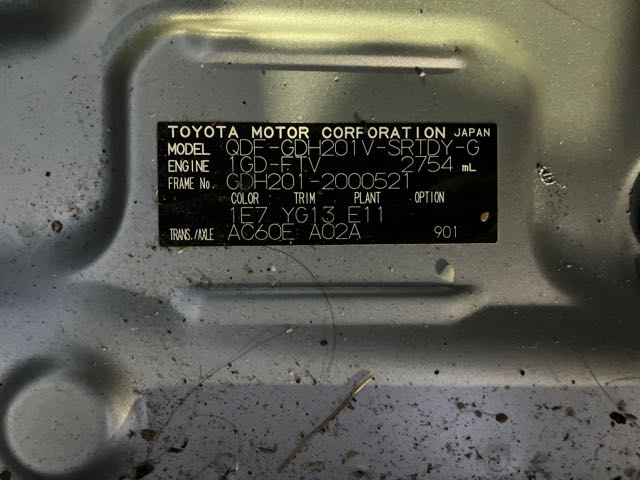 TOYOTA MOTOR CORPORATION JAPAN
MODEL QDF-GDH201V-SRTDY-G
ENGINE 1GD-FTV 2754 mL
FRAME No. GDH201-2000521
COLOR TRIM PLANT OPTION
1E7 YG13 E11
TRANS./AXLE AC60E A02A 901